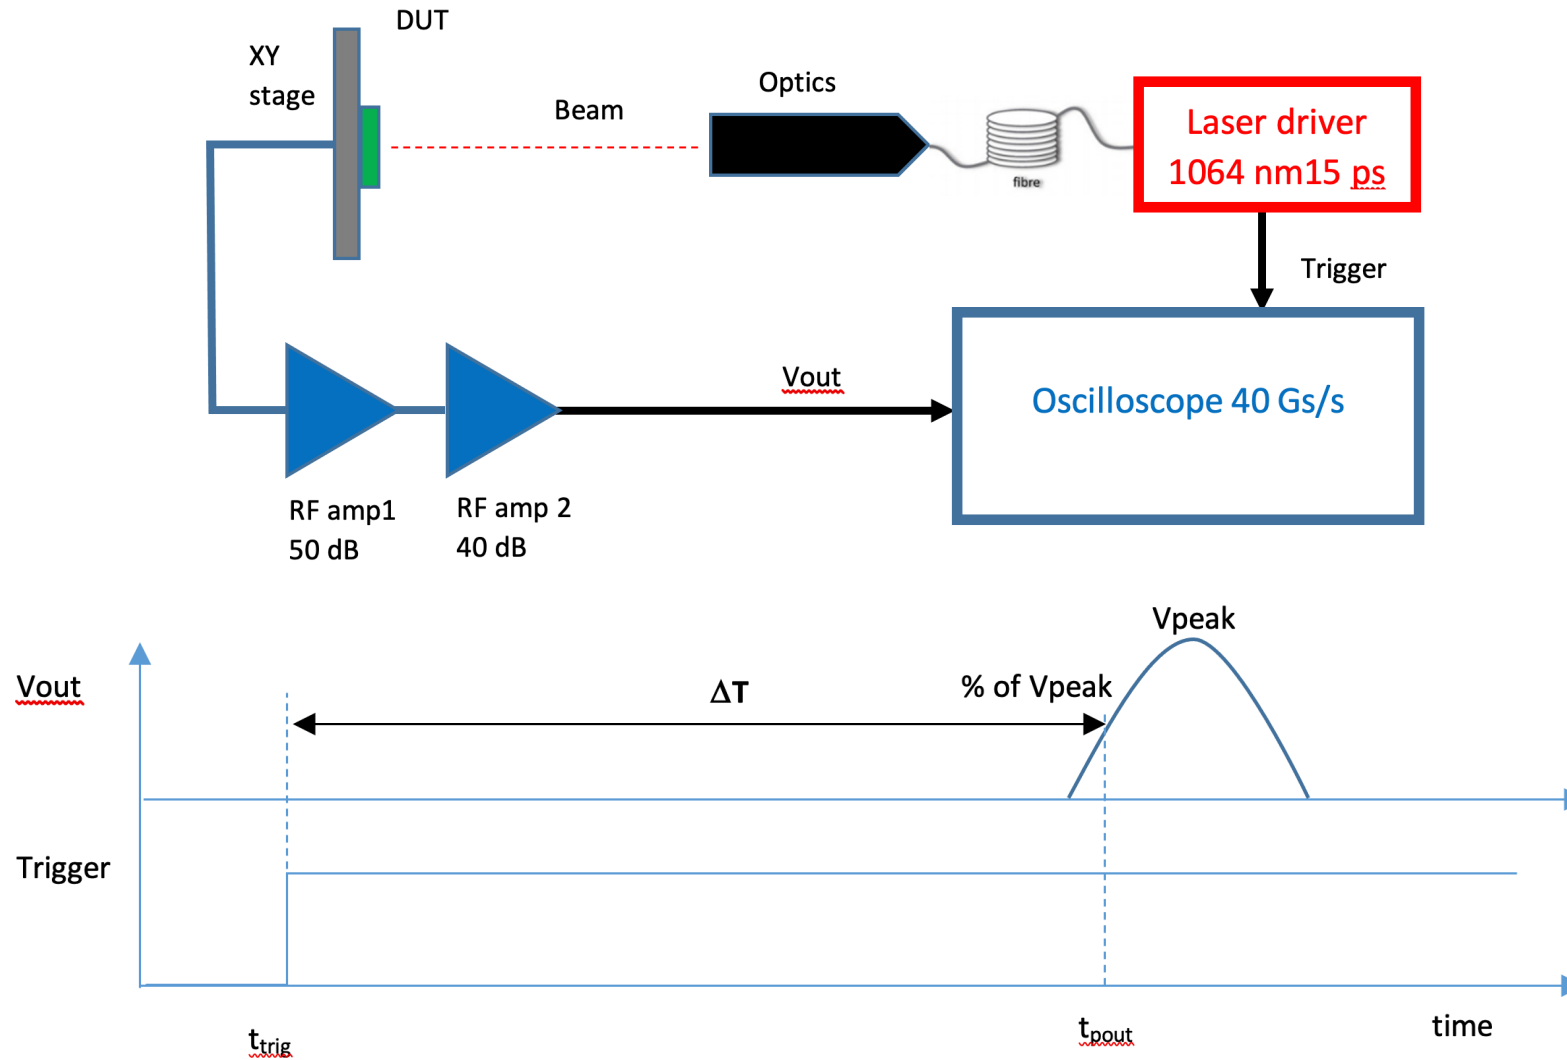 DUT
XY
stage
Beam
Optics
fibre
Laser driver
1064 nm15 ps
Trigger
Vout
Oscilloscope 40 Gs/s
RF amp1
50 dB
RF amp 2
40 dB
Vpeak
Vout
ΔT
% of Vpeak
Trigger
ttrig
tpout
time